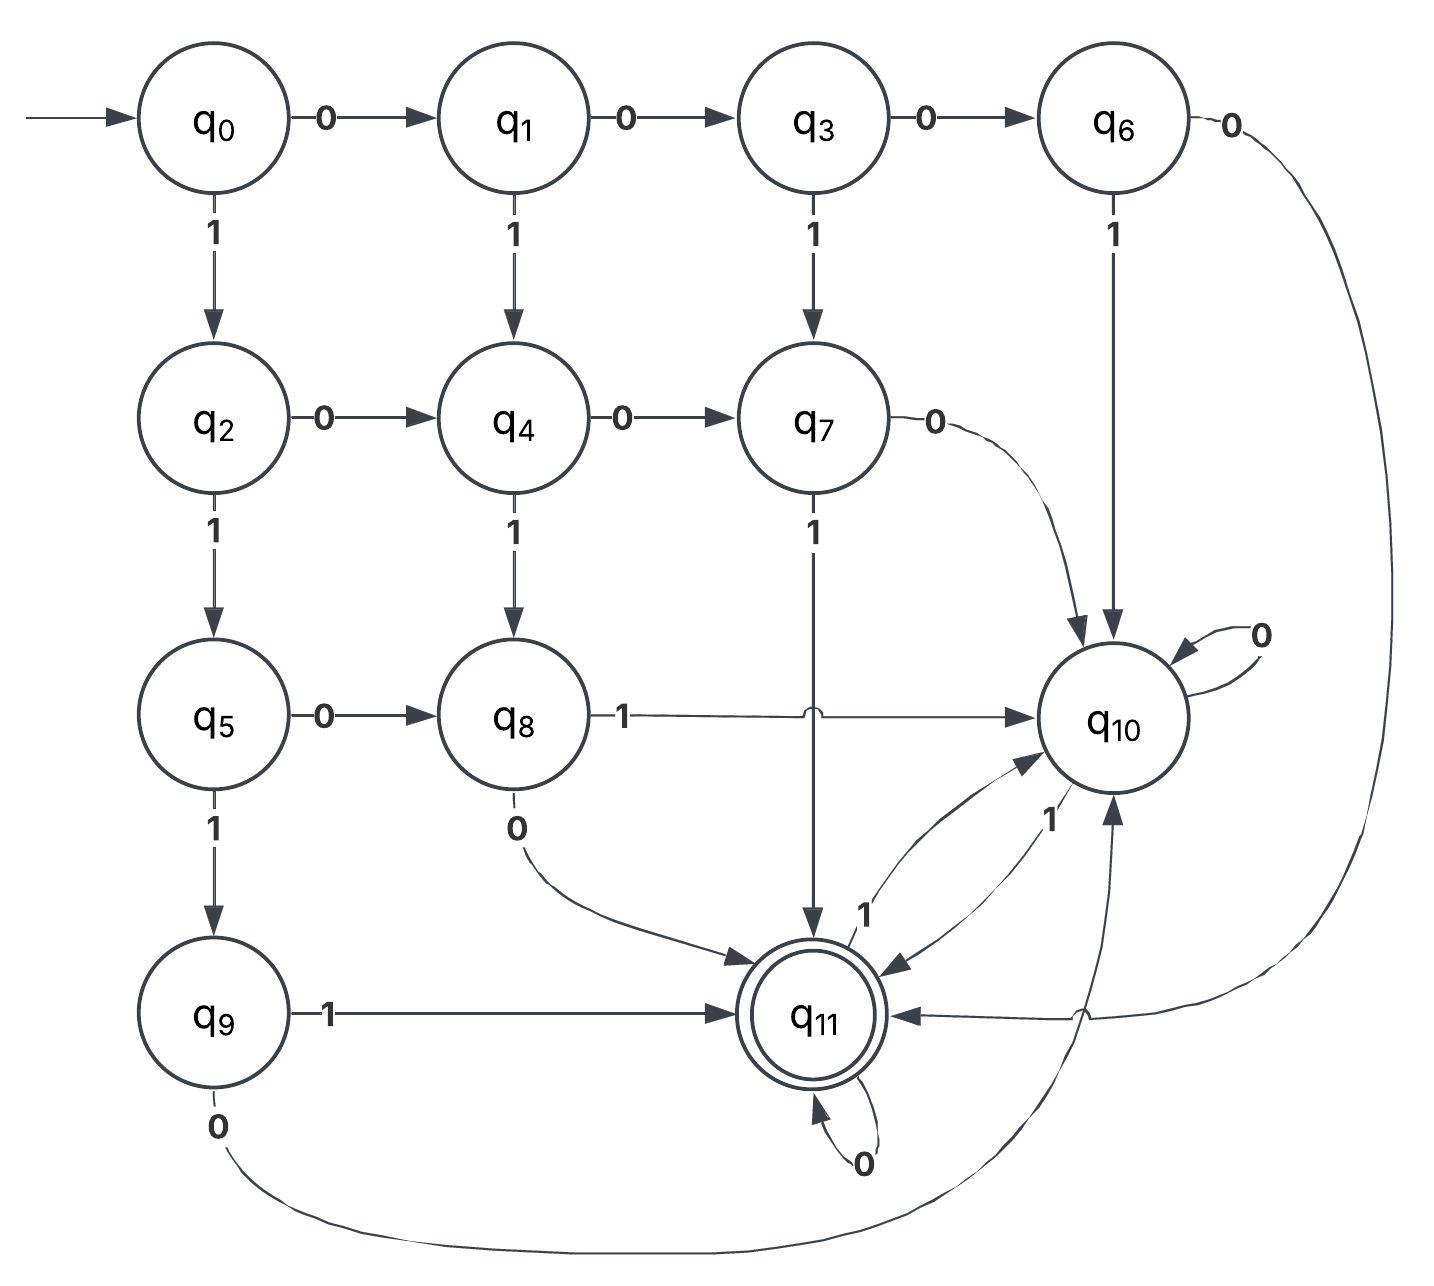 q₀ 0 q₁ 0 q₃ 0 q₆ 0
1 1 1 1
q₂ 0 q₄ 0 q₇ 0
1 1 1
0
q₅ 0 q₈ 1 q₁₀
1 0 1
1
q₉ 1 q₁₁
0 0